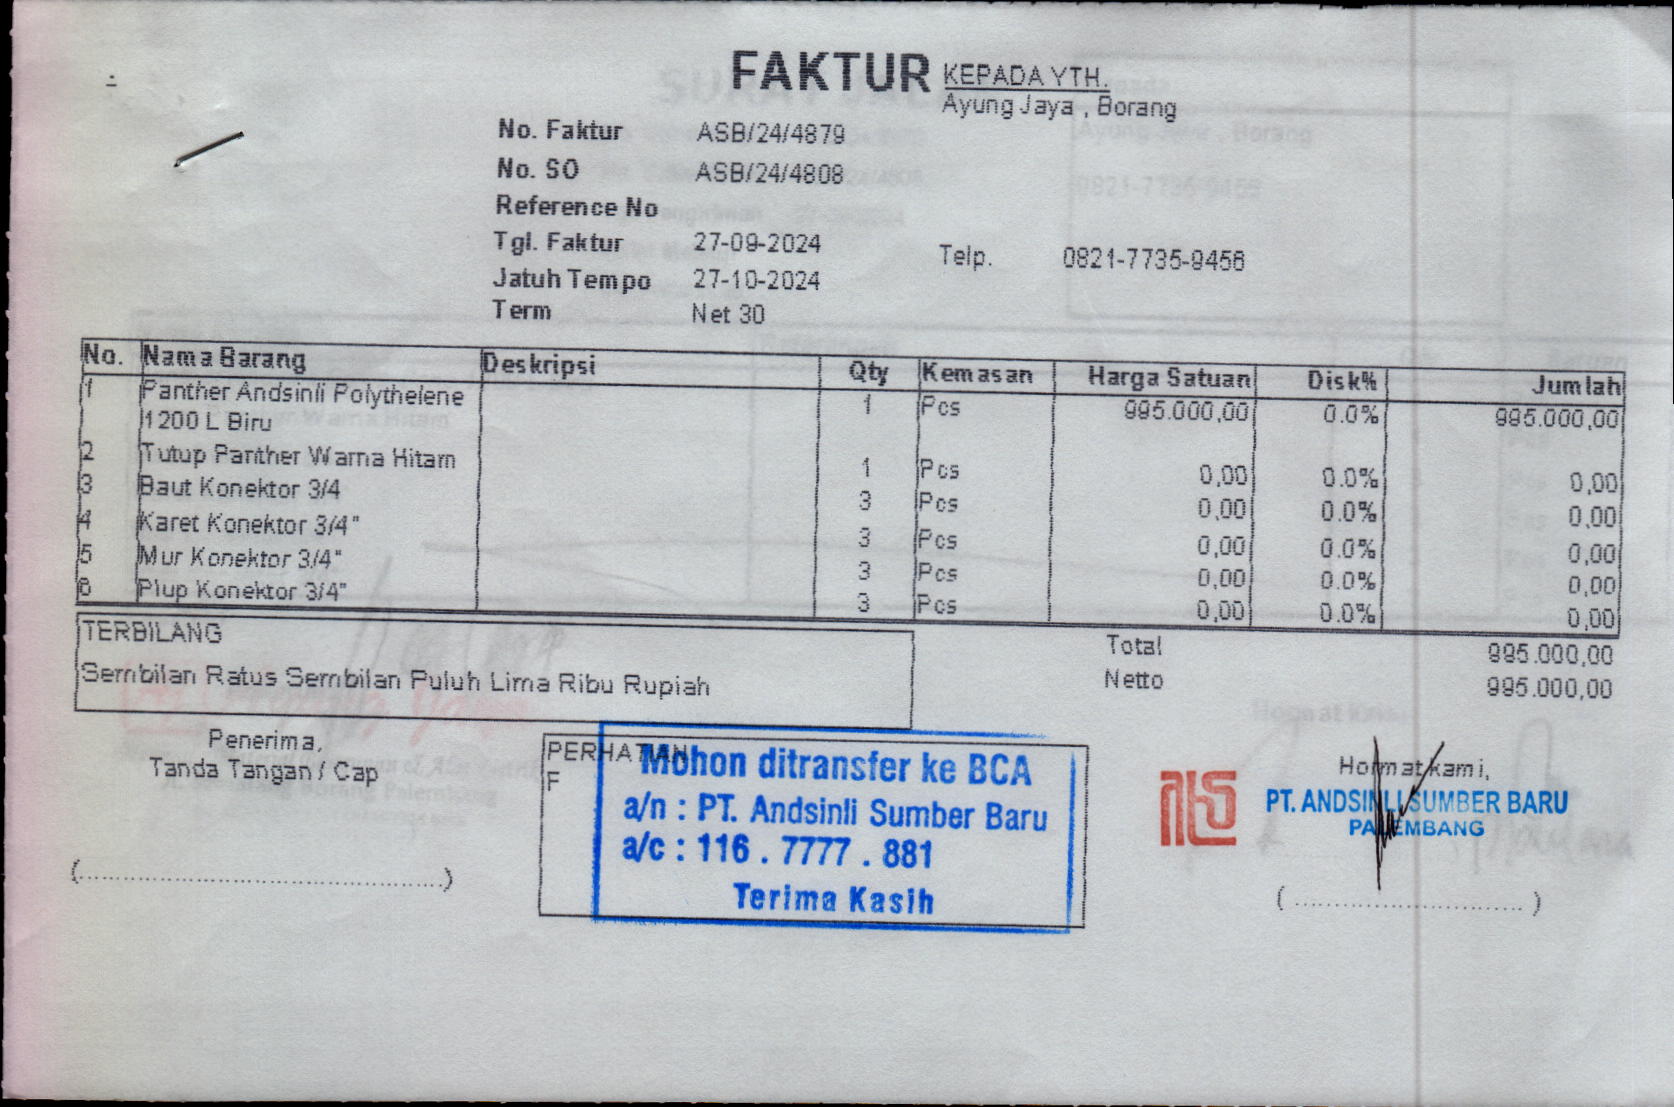 FAKTUR
KEPADA YTH.
Ayung Jaya , Borang
No. Faktur ASB/24/4879
No. SO ASB/24/4808
Reference No
Tgl. Faktur 27-09-2024
Telp. 0821-7735-9456
Jatuh Tempo 27-10-2024
Term Net 30
No. Nama Barang Deskripsi Qty Kemasan Harga Satuan Disk% Jumlah
1 Panther Andsinli Polythelene 1 Pcs 995.000,00 0.0% 995.000,00
1200 L Biru
2 Tutup Panther Warna Hitam 1 Pcs 0,00 0.0% 0,00
3 Baut Konektor 3/4 3 Pcs 0,00 0.0% 0,00
4 Karet Konektor 3/4" 3 Pcs 0,00 0.0% 0,00
5 Mur Konektor 3/4" 3 Pcs 0,00 0.0% 0,00
6 Plup Konektor 3/4" 3 Pcs 0,00 0.0% 0,00
TERBILANG
Sembilan Ratus Sembilan Puluh Lima Ribu Rupiah
Total 995.000,00
Netto 995.000,00
Penerima,
Tanda Tangan / Cap
PERHATIAN
F
Mohon ditransfer ke BCA
a/n : PT. Andsinli Sumber Baru
a/c : 116 . 7777 . 881
Terima Kasih
Hormat kami,
PT. ANDSINLI SUMBER BARU
PALEMBANG